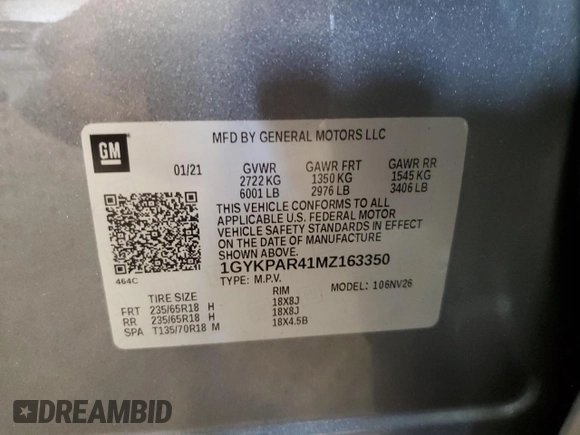 GM
MFD BY GENERAL MOTORS LLC
01/21 GVWR GAWR FRT GAWR RR
2722 KG 1350 KG 1545 KG
6001 LB 2976 LB 3406 LB
THIS VEHICLE CONFORMS TO ALL
APPLICABLE U.S. FEDERAL MOTOR
VEHICLE SAFETY STANDARDS IN EFFECT
ON THE DATE OF MANUFACTURE
SHOWN ABOVE.
1GYKPAR41MZ163350
464C TYPE: M.P.V. MODEL: 106NV26
TIRE SIZE RIM
FRT 235/65R18 H 18X8J
RR 235/65R18 H 18X8J
SPA T135/70R18 M 18X4.5B
DREAMBID